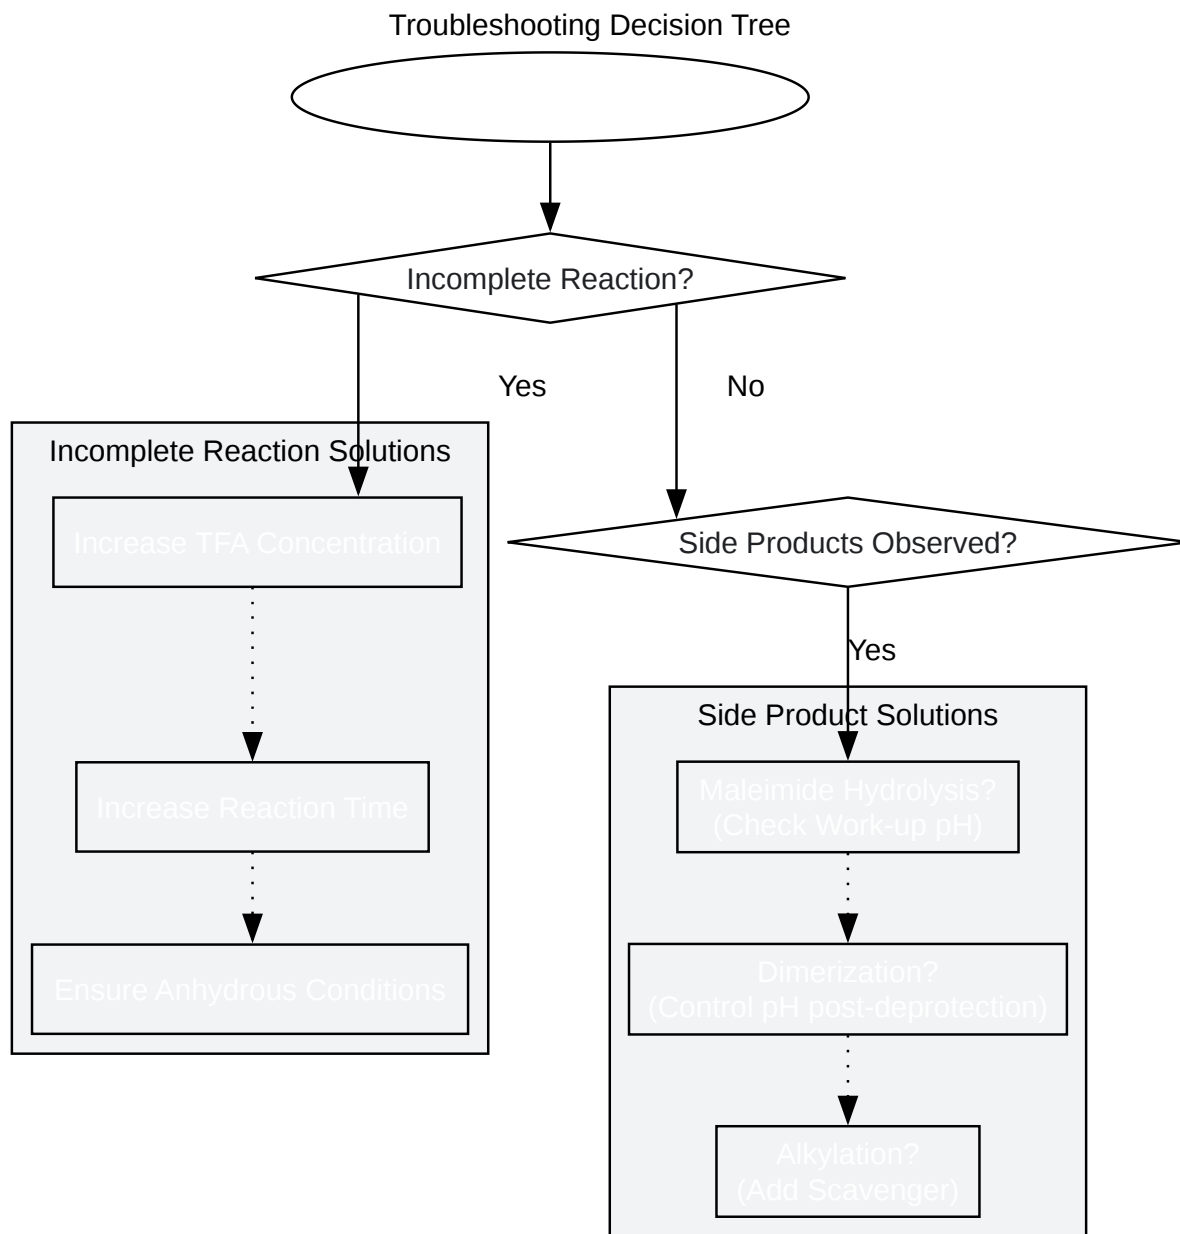 Troubleshooting Decision Tree
Incomplete Reaction?
Yes
No
Incomplete Reaction Solutions
Increase TFA Concentration
Increase Reaction Time
Ensure Anhydrous Conditions
Side Products Observed?
Yes
Side Product Solutions
Maleimide Hydrolysis?
(Check Work-up pH)
Dimerization?
(Control pH post-deprotection)
Alkylation?
(Add Scavenger)